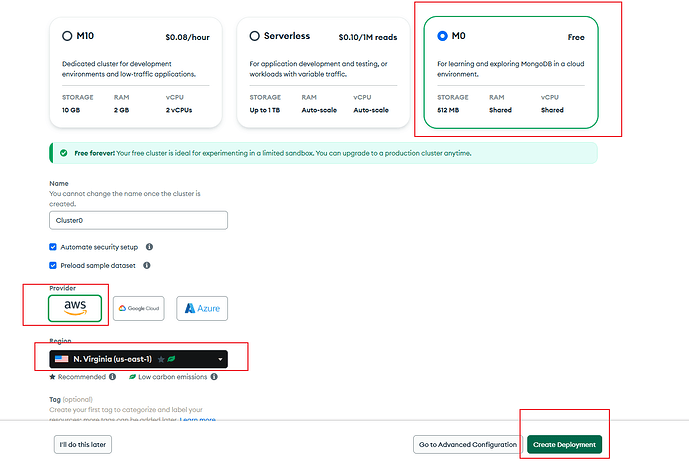 M10 $0.08/hour
Dedicated cluster for development
environments and low-traffic applications.
STORAGE RAM vCPU
10 GB 2 GB 2 vCPUs
Serverless $0.10/1M reads
For application development and testing, or
workloads with variable traffic.
STORAGE RAM vCPU
Up to 1 TB Auto-scale Auto-scale
M0 Free
For learning and exploring MongoDB in a cloud
environment.
STORAGE RAM vCPU
512 MB Shared Shared
Free forever! Your free cluster is ideal for experimenting in a limited sandbox. You can upgrade to a production cluster anytime.
Name
You cannot change the name once the cluster is
created.
Cluster0
Automate security setup
Preload sample dataset
Provider
aws Google Cloud Azure
Region
N. Virginia (us-east-1)
Recommended Low carbon emissions
Tag (optional)
Create your first tag to categorize and label your
resources; more tags can be added later. Learn more.
I'll do this later Go to Advanced Configuration Create Deployment